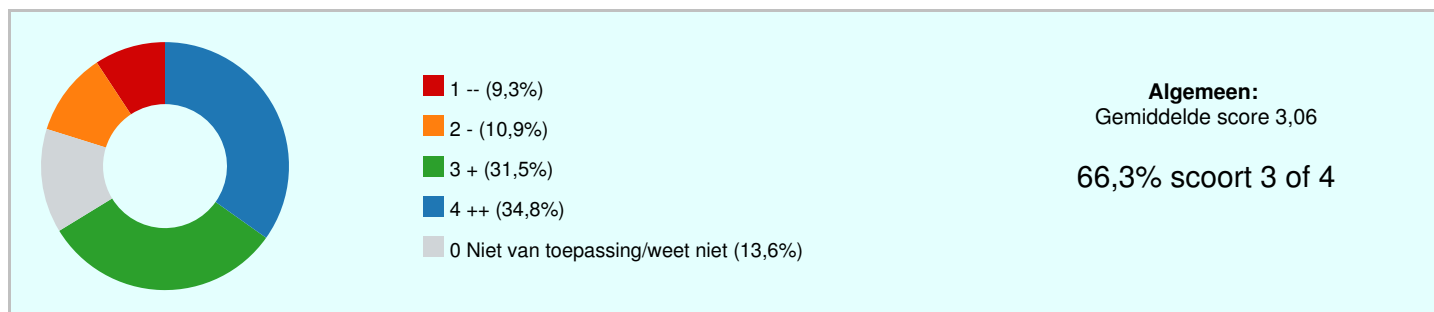 1 -- (9,3%)
2 - (10,9%)
3 + (31,5%)
4 ++ (34,8%)
0 Niet van toepassing/weet niet (13,6%)
Algemeen:
Gemiddelde score 3,06
66,3% scoort 3 of 4